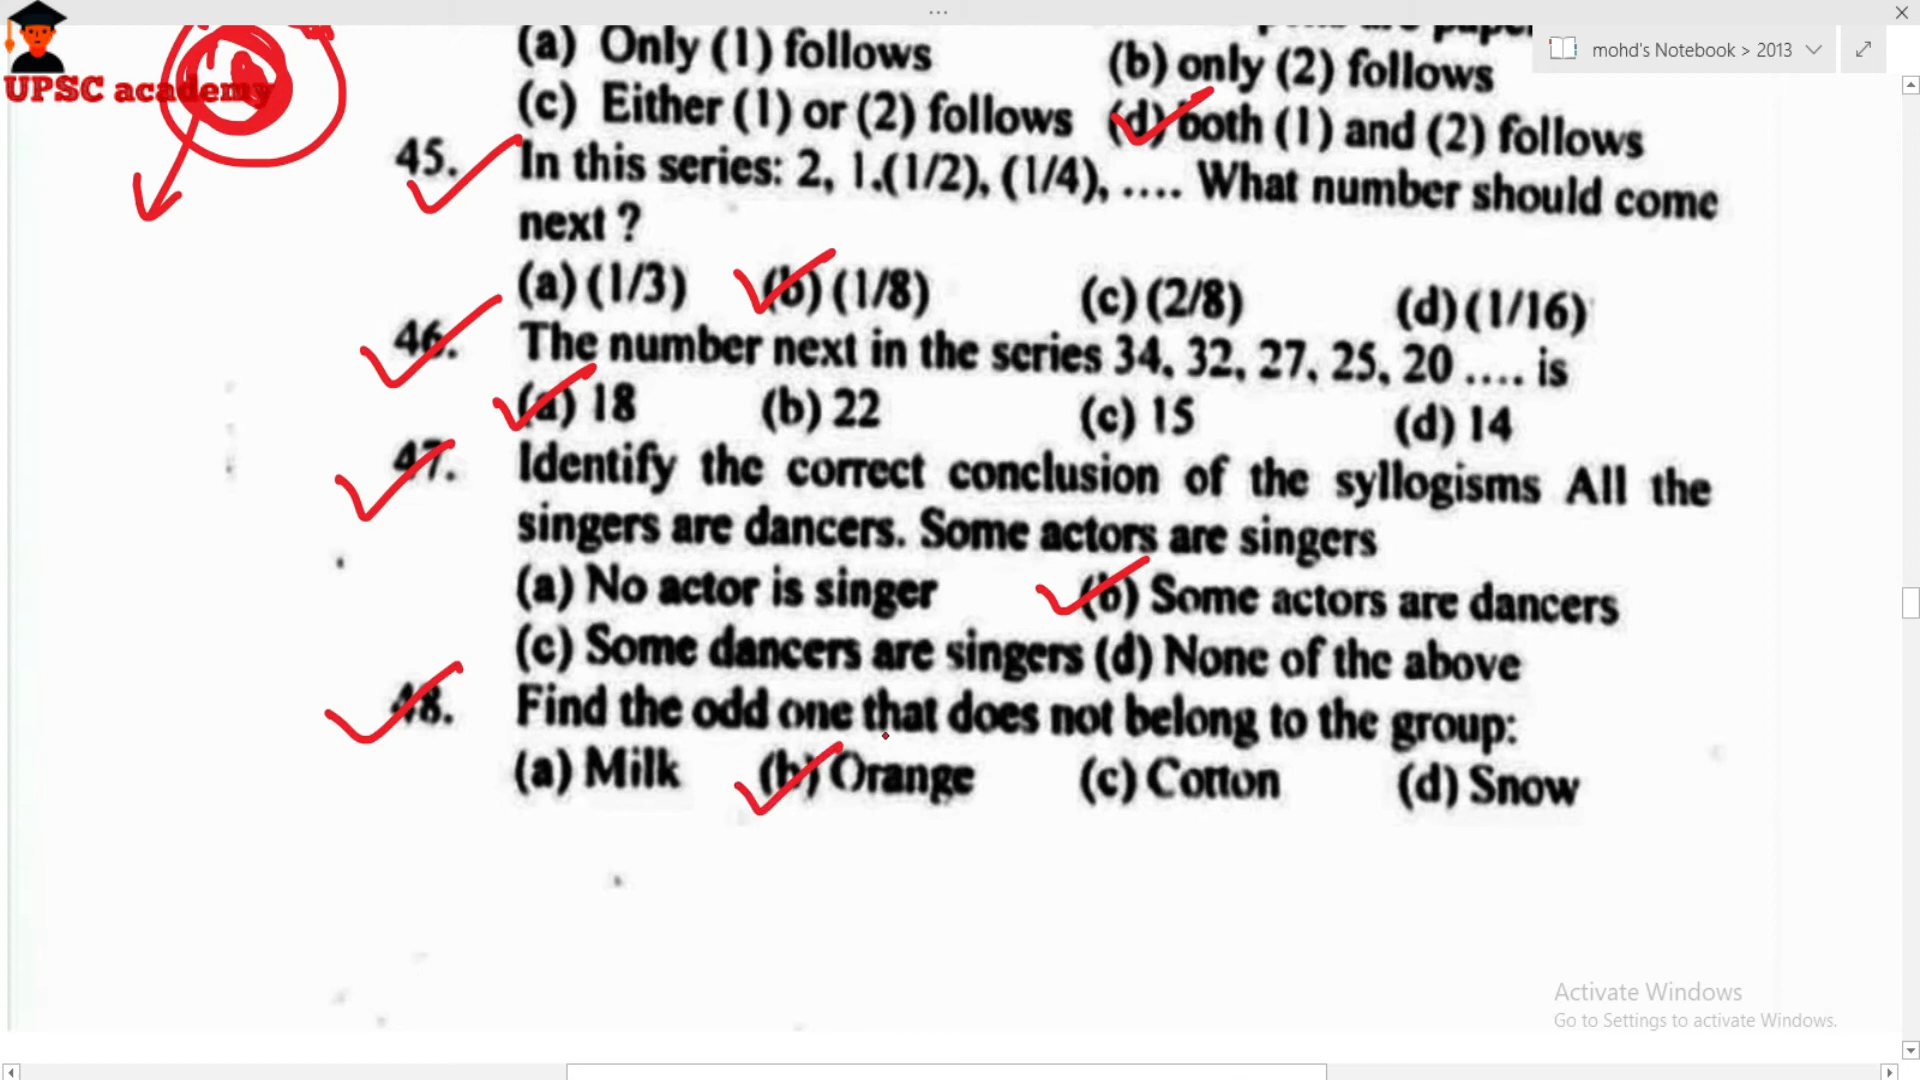 ...
mohd's Notebook > 2013
UPSC academy
(a) Only (1) follows (b) only (2) follows
(c) Either (1) or (2) follows (d) both (1) and (2) follows
45. In this series: 2, 1.(1/2), (1/4), .... What number should come
next ?
(a) (1/3) (b) (1/8) (c) (2/8) (d) (1/16)
46. The number next in the series 34, 32, 27, 25, 20 .... is
(a) 18 (b) 22 (c) 15 (d) 14
47. Identify the correct conclusion of the syllogisms All the
singers are dancers. Some actors are singers
(a) No actor is singer (b) Some actors are dancers
(c) Some dancers are singers (d) None of the above
48. Find the odd one that does not belong to the group:
(a) Milk (b) Orange (c) Cotton (d) Snow
Activate Windows
Go to Settings to activate Windows.